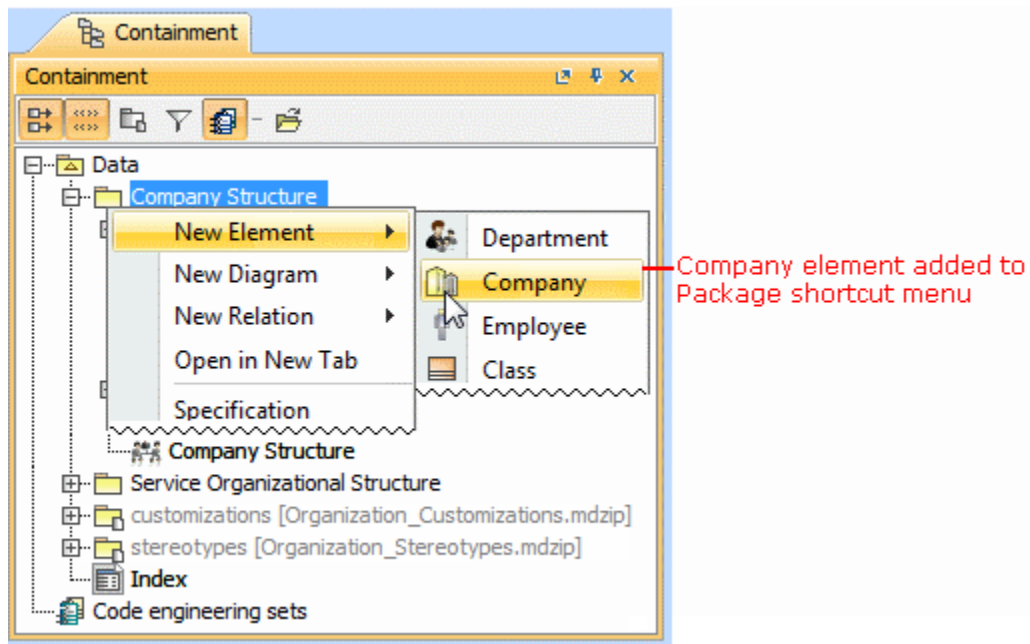 Containment
Containment
Data
Company Structure
New Element
New Diagram
New Relation
Open in New Tab
Specification
Department
Company
Employee
Class
Company element added to
Package shortcut menu
Company Structure
Service Organizational Structure
customizations [Organization_Customizations.mdzip]
stereotypes [Organization_Stereotypes.mdzip]
Index
Code engineering sets